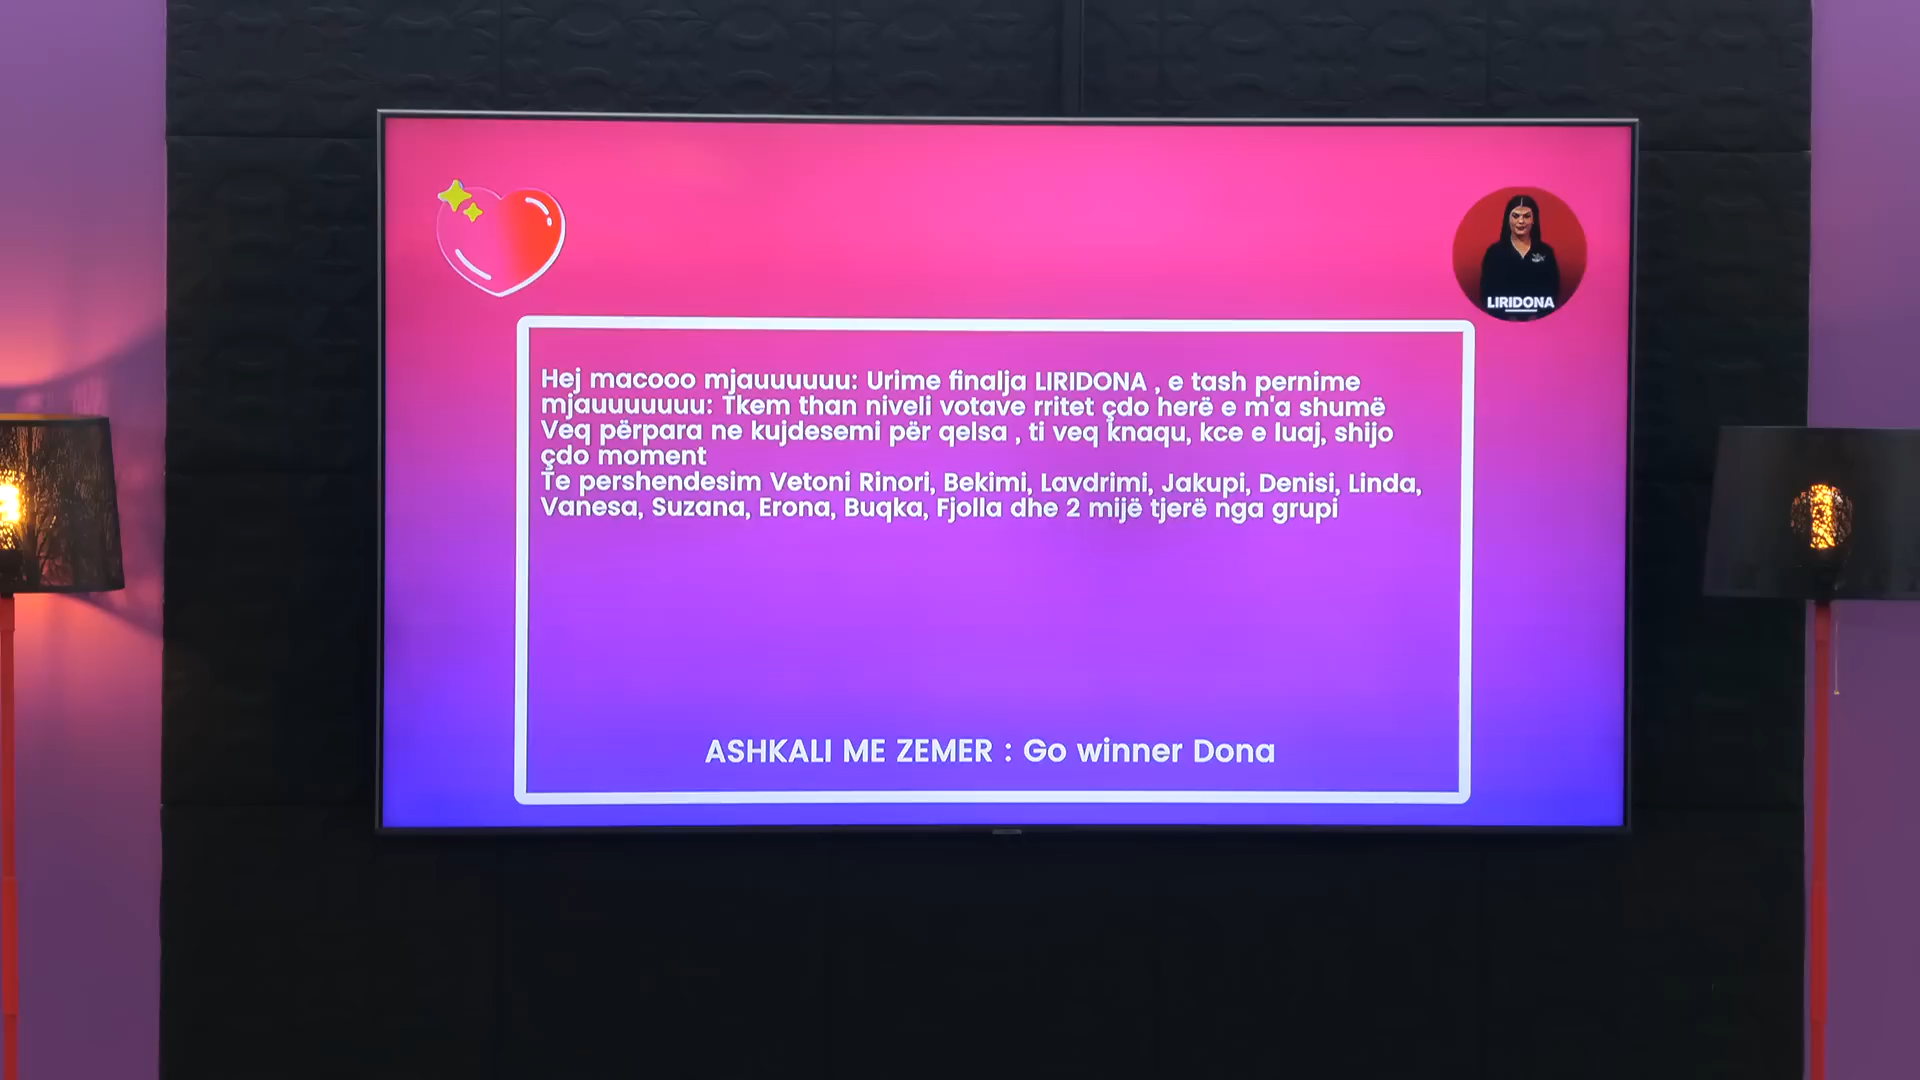 LIRIDONA
Hej macooo mjauuuuuu: Urime finalja LIRIDONA , e tash pernime
mjauuuuuuu: Tkem than niveli votave rritet çdo herë e m'a shumë
Veq përpara ne kujdesemi për qelsa , ti veq knaqu, kce e luaj, shijo
çdo moment
Te pershendesim Vetoni Rinori, Bekimi, Lavdrimi, Jakupi, Denisi, Linda,
Vanesa, Suzana, Erona, Buqka, Fjolla dhe 2 mijë tjerë nga grupi
ASHKALI ME ZEMER : Go winner Dona